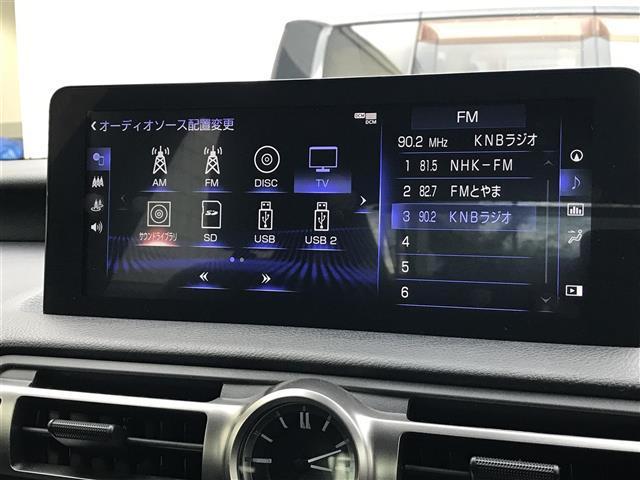 オーディオソース配置変更
DCM
DCM
AM
FM
DISC
TV
サウンドライブラリ
SD
USB
USB 2
FM
90.2 MHz KNBラジオ
1 81.5 NHK-FM
2 82.7 FMとやま
3 90.2 KNBラジオ
4
5
6